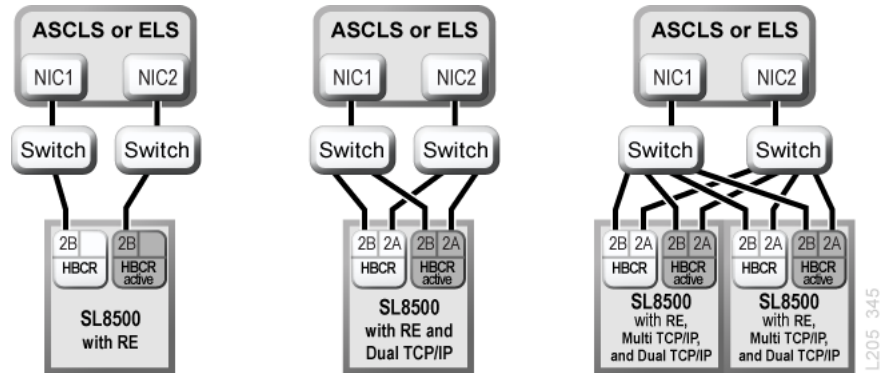 ASCLS or ELS
NIC1 NIC2
Switch Switch
2B 2B
HBCR HBCR
active
SL8500
with RE
ASCLS or ELS
NIC1 NIC2
Switch Switch
2B 2A 2B 2A
HBCR HBCR
active
SL8500
with RE and
Dual TCP/IP
ASCLS or ELS
NIC1 NIC2
Switch Switch
2B 2A 2B 2A 2B 2A 2B 2A
HBCR HBCR HBCR HBCR
active active
SL8500 SL8500
with RE, with RE,
Multi TCP/IP, Multi TCP/IP,
and Dual TCP/IP and Dual TCP/IP
L205 345